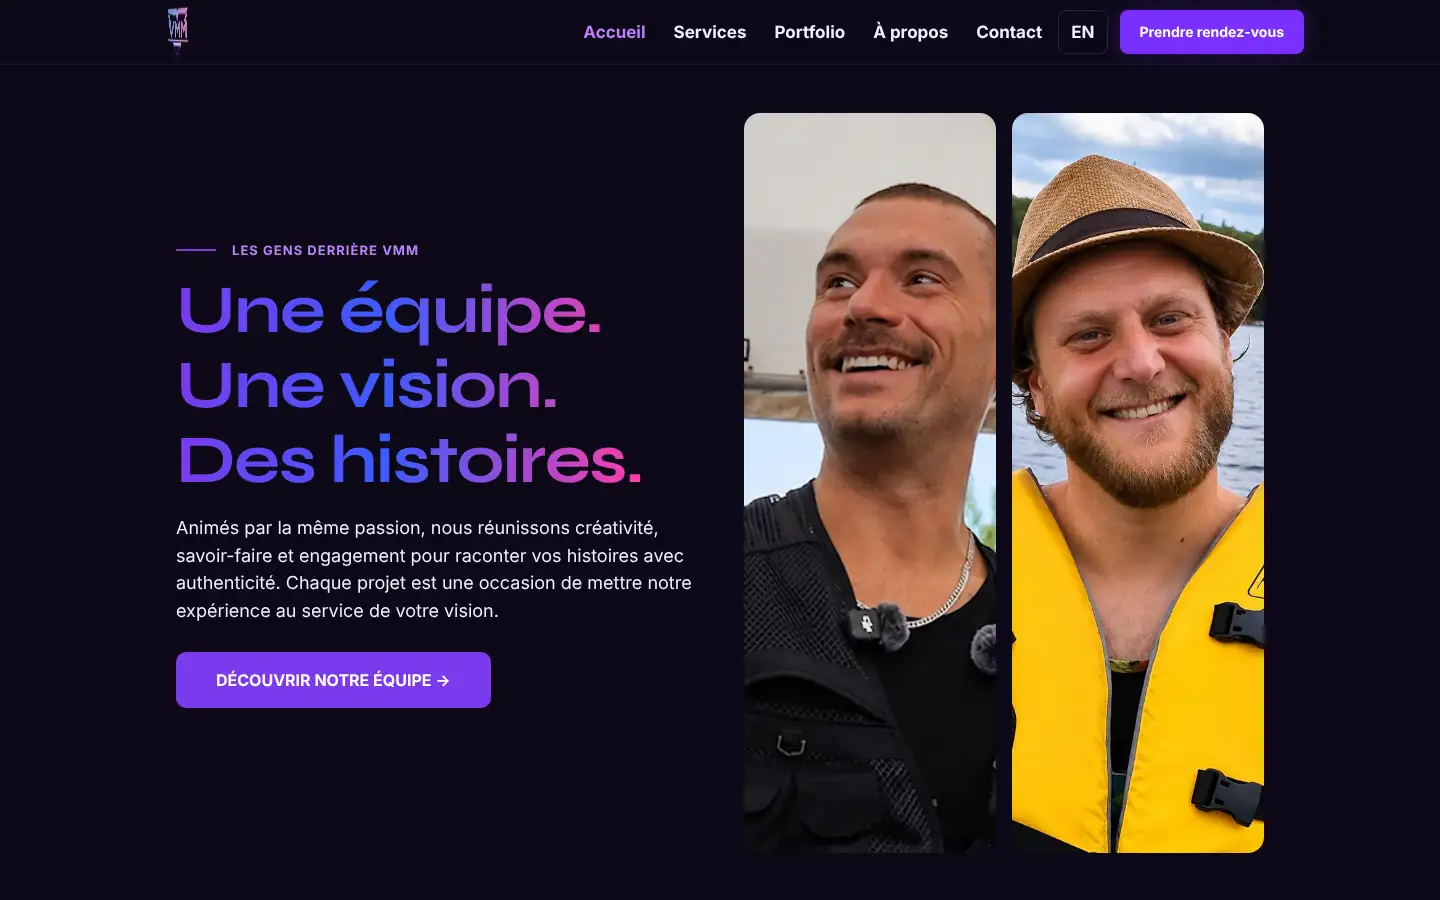 VMM
Accueil
Services
Portfolio
À propos
Contact
EN
Prendre rendez-vous
LES GENS DERRIÈRE VMM
Une équipe.
Une vision.
Des histoires.
Animés par la même passion, nous réunissons créativité,
savoir-faire et engagement pour raconter vos histoires avec
authenticité. Chaque projet est une occasion de mettre notre
expérience au service de votre vision.
DÉCOUVRIR NOTRE ÉQUIPE →